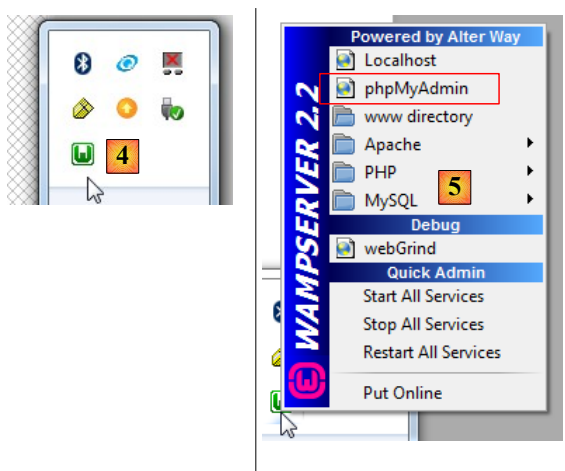 4
Powered by Alter Way
Localhost
phpMyAdmin
www directory
Apache
PHP
MySQL
5
Debug
webGrind
Quick Admin
Start All Services
Stop All Services
Restart All Services
Put Online
WAMPSERVER 2.2